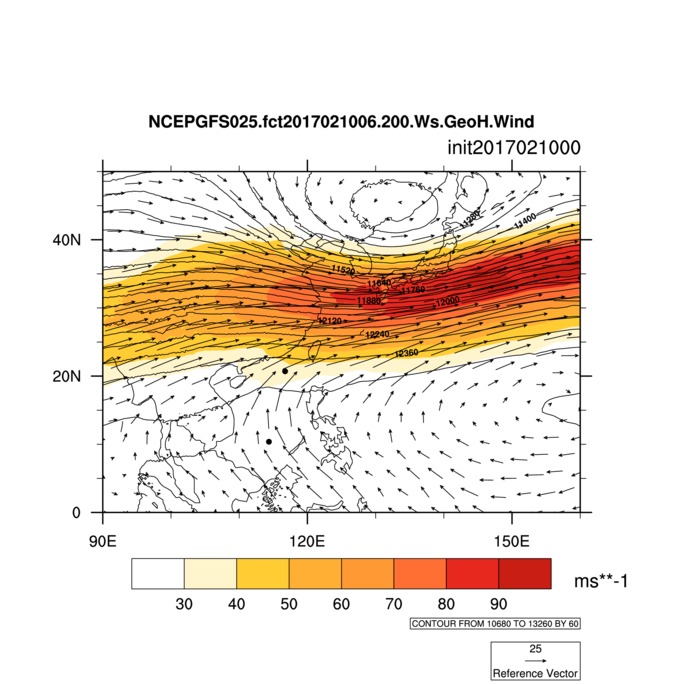 NCEPGFS025.fct2017021006.200.Ws.GeoH.Wind
init2017021000
11280
11400
40N
11520
11640
11760
11880
12000
12120
12240
12360
20N
0
90E 120E 150E
ms**-1
30 40 50 60 70 80 90
CONTOUR FROM 10680 TO 13260 BY 60
25
Reference Vector